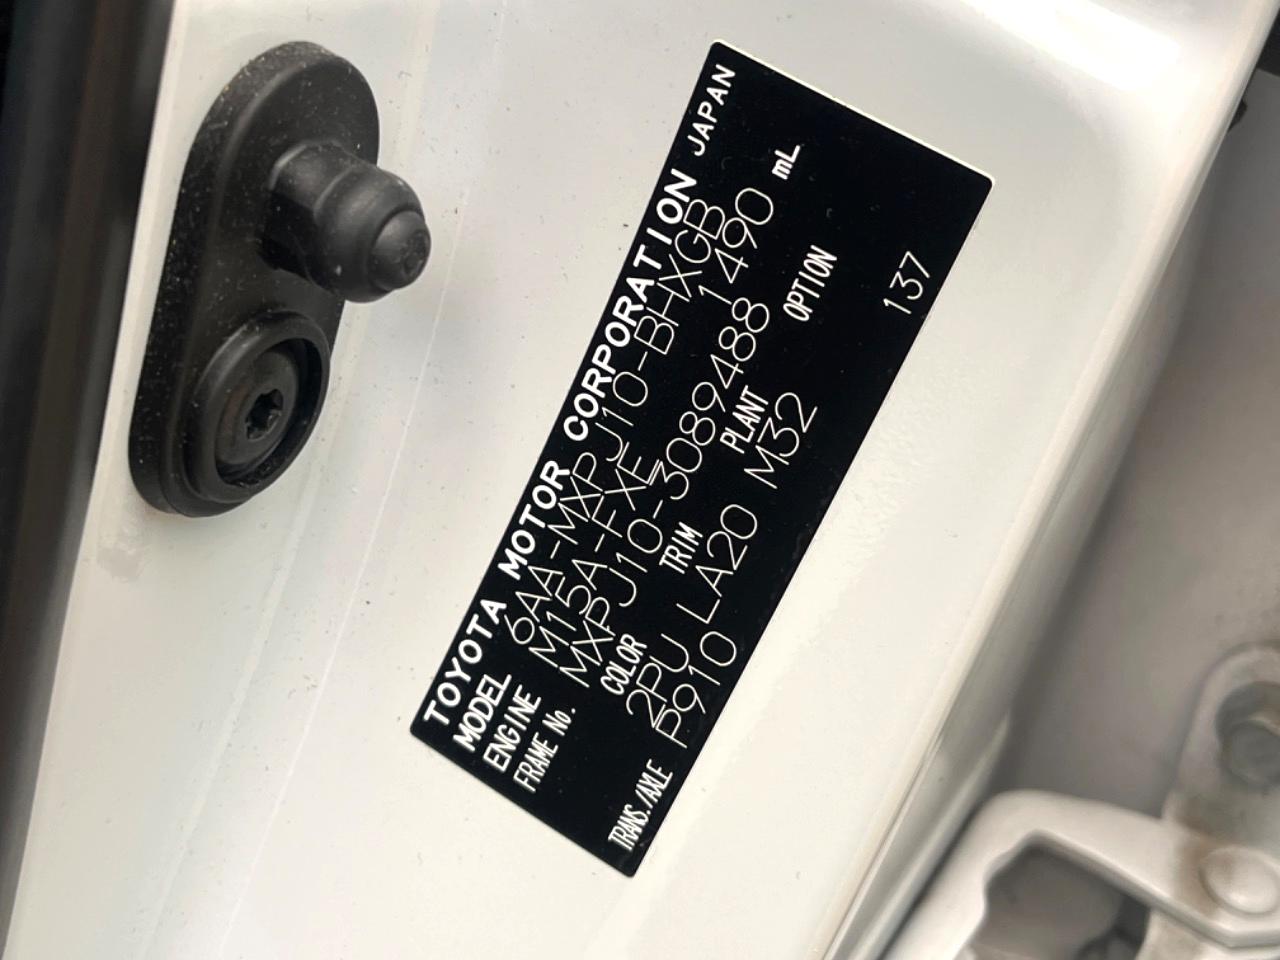 TOYOTA MOTOR CORPORATION JAPAN
MODEL 6AA-MXPJ10-BHXGB
ENGINE M15A-FXE 1490 mL
FRAME No. MXPJ10-3089488
COLOR TRIM PLANT OPTION
2PU LA20 M32
TRANS./AXLE P910 137